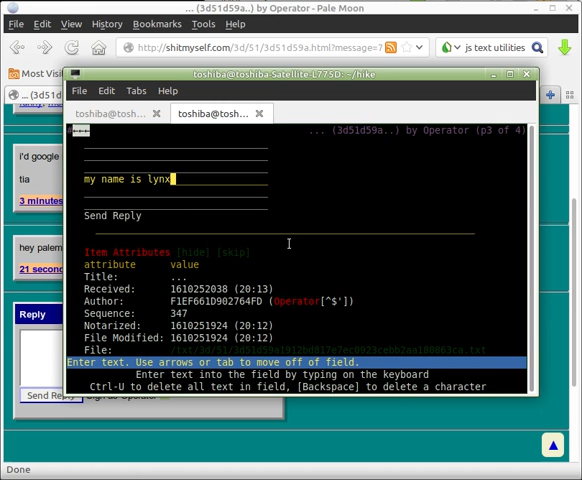 ... (3d51d59a..) by Operator - Pale Moon
File Edit View History Bookmarks Tools Help
http://shitmyself.com/3d/51/3d51d59a.html?message=7
js text utilities
Most Visi
... (3d51d
toshiba@toshiba-Satellite-L775D: ~/hike
File Edit Tabs Help
toshiba@tosh...
toshiba@tosh...
#←←←
... (3d51d59a..) by Operator (p3 of 4)
my name is lynx
Send Reply
Item Attributes [hide] [skip]
attribute value
Title: ...
Received: 1610252038 (20:13)
Author: F1EF661D902764FD (Operator[^$'])
Sequence: 347
Notarized: 1610251924 (20:12)
File Modified: 1610251924 (20:12)
File:
Enter text. Use arrows or tab to move off of field.
Enter text into the field by typing on the keyboard
Ctrl-U to delete all text in field, [Backspace] to delete a character
i'd google
tia
3 minutes
hey palem
21 second
Reply
Send Reply
Done